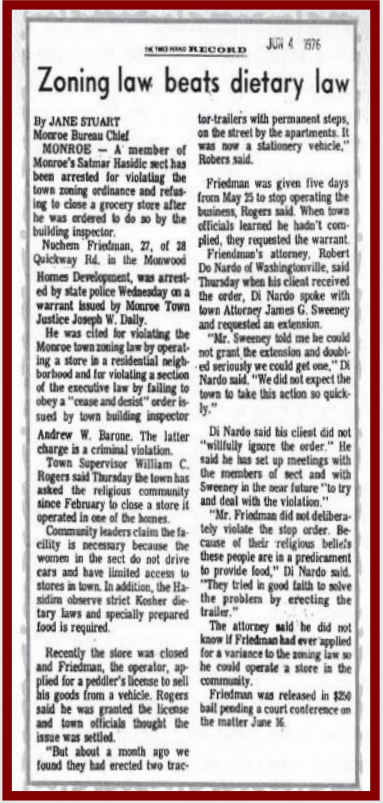 THE TIMES HERALD RECORD
JUN 4 1976
Zoning law beats dietary law
By JANE STUART
Monroe Bureau Chief
MONROE — A member of
Monroe's Satmar Hasidic sect has
been arrested for violating the
town zoning ordinance and refus-
ing to close a grocery store after
he was ordered to do so by the
building inspector.
Nuchem Friedman, 27, of 28
Quickway Rd. in the Monwood
Homes Development, was arrest-
ed by state police Wednesday on a
warrant issued by Monroe Town
Justice Joseph W. Dally.
He was cited for violating the
Monroe town zoning law by operat-
ing a store in a residential neigh-
borhood and for violating a section
of the executive law by failing to
obey a "cease and desist" order is-
sued by town building inspector
Andrew W. Barone. The latter
charge is a criminal violation.
Town Supervisor William C.
Rogers said Thursday the town has
asked the religious community
since February to close a store it
operated in one of the homes.
Community leaders claim the fa-
cility is necessary because the
women in the sect do not drive
cars and have limited access to
stores in town. In addition, the Ha-
sidim observe strict Kosher die-
tary laws and specially prepared
food is required.
Recently the store was closed
and Friedman, the operator, ap-
plied for a peddler's license to sell
his goods from a vehicle. Rogers
said he was granted the license
and town officials thought the
issue was settled.
"But about a month ago we
found they had erected two trac-
tor-trailers with permanent steps,
on the street by the apartments. It
was now a stationery vehicle,"
Robers said.
Friedman was given five days
from May 25 to stop operating the
business, Rogers said. When town
officials learned he hadn't com-
plied, they requested the warrant.
Friendman's attorney, Robert
Do Nardo of Washingtonville, said
Thursday when his client received
the order, Di Nardo spoke with
town Attorney James G. Sweeney
and requested an extension.
"Mr. Sweeney told me he could
not grant the extension and doubt-
ed seriously we could get one," Di
Nardo said. "We did not expect the
town to take this action so quick-
ly."
Di Nardo said his client did not
"willfully ignore the order." He
said he has set up meetings with
the members of sect and with
Sweeney in the near future "to try
and deal with the violation."
"Mr. Friedman did not delibera-
tely violate the stop order. Be-
cause of their religious beliefs
these people are in a predicament
to provide food," Di Nardo said.
"They tried in good faith to solve
the problem by erecting the
trailer."
The attorney said he did not
know if Friedman had ever applied
for a variance to the zoning law so
he could operate a store in the
community.
Friedman was released in $250
bail pending a court conference on
the matter June 16.